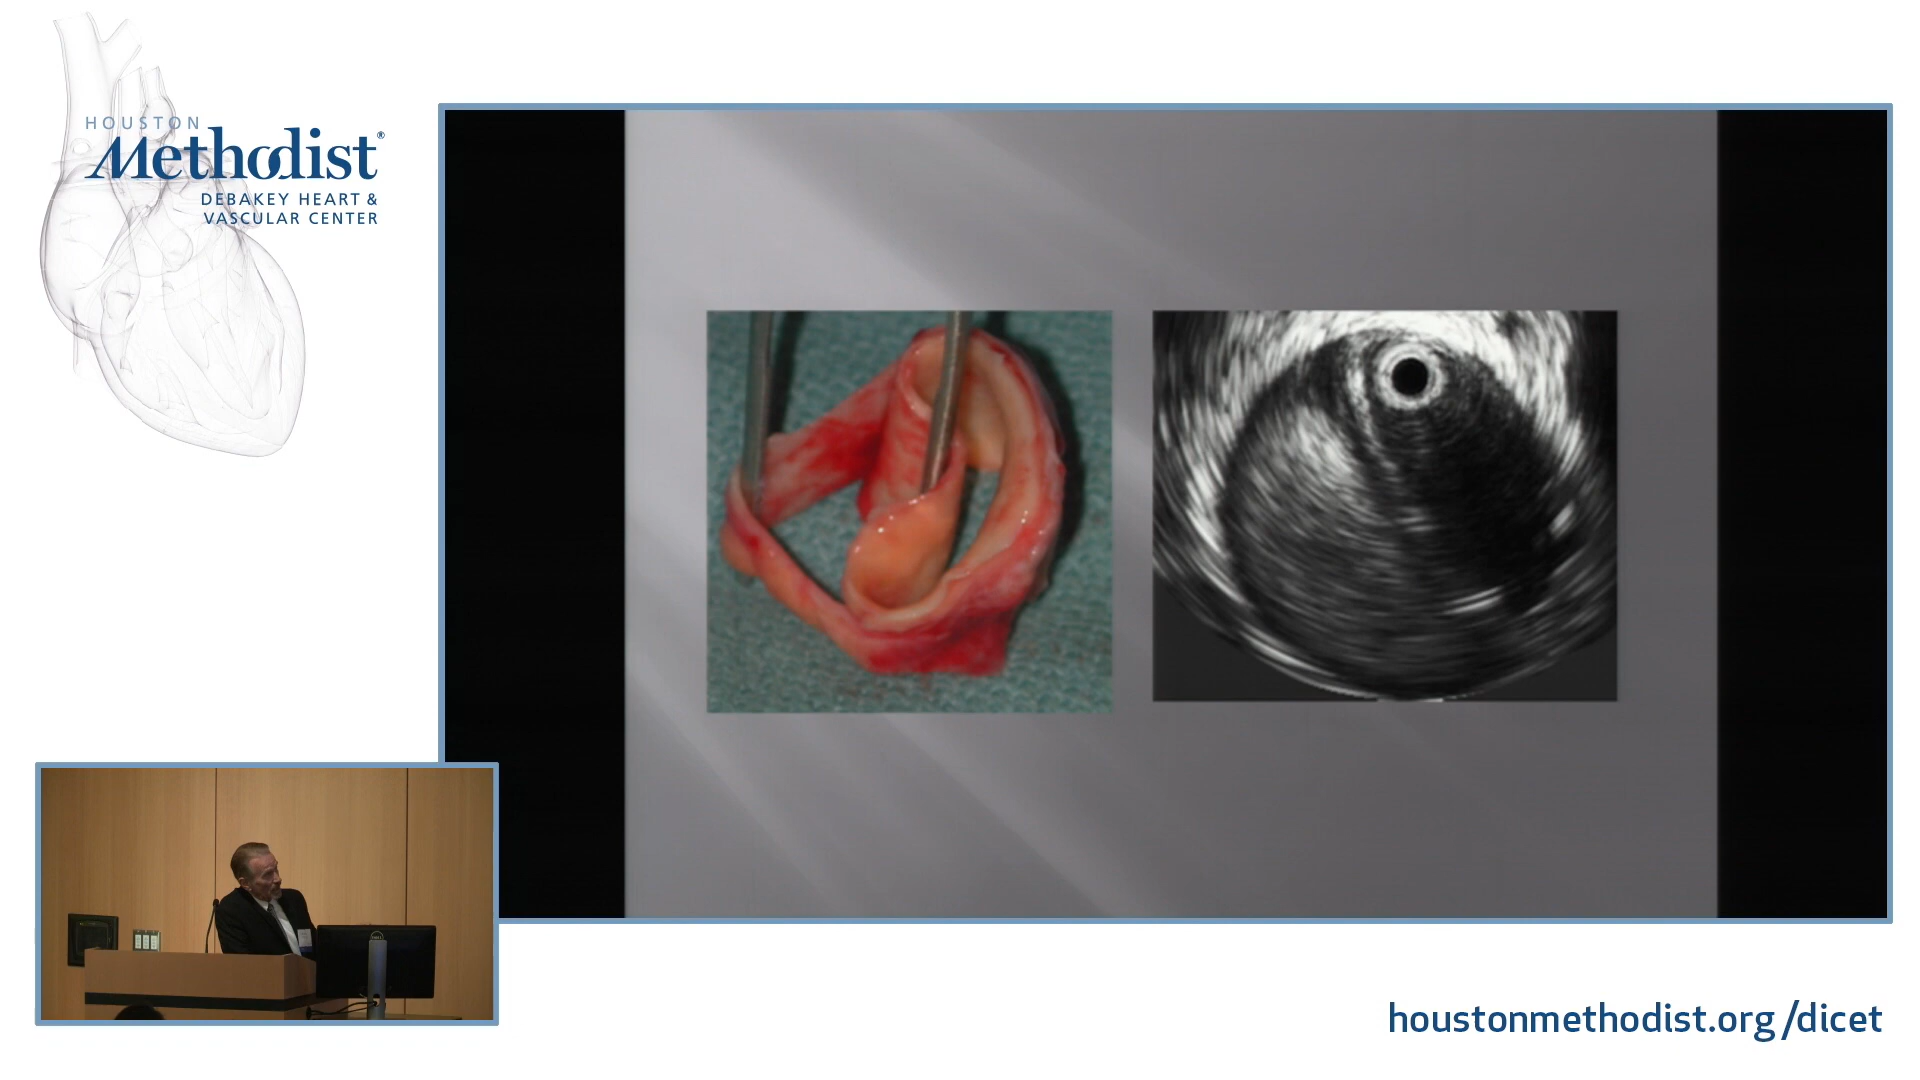 HOUSTON
Methodist®
DEBAKEY HEART &
VASCULAR CENTER
houstonmethodist.org/dicet